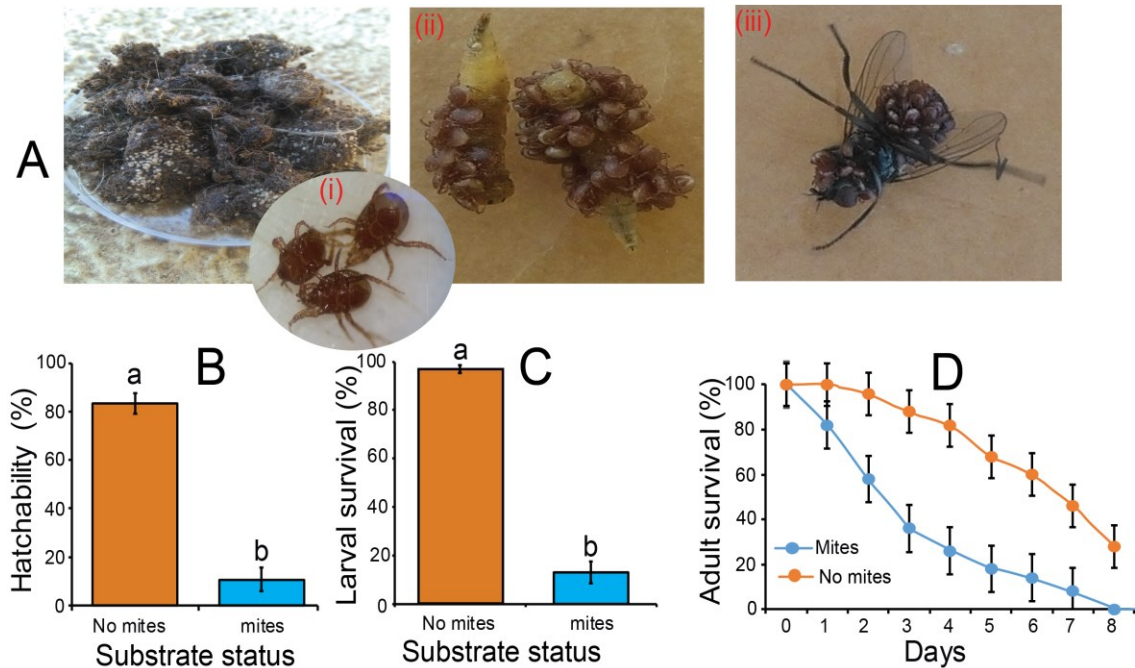 A
(i)
(ii)
(iii)
B
Hatchability (%)
100
80
60
40
20
0
a
b
No mites
mites
Substrate status
C
Larval survival (%)
100
80
60
40
20
0
a
b
No mites
mites
Substrate status
D
Adult survival (%)
100
80
60
40
20
0
Mites
No mites
0 1 2 3 4 5 6 7 8
Days